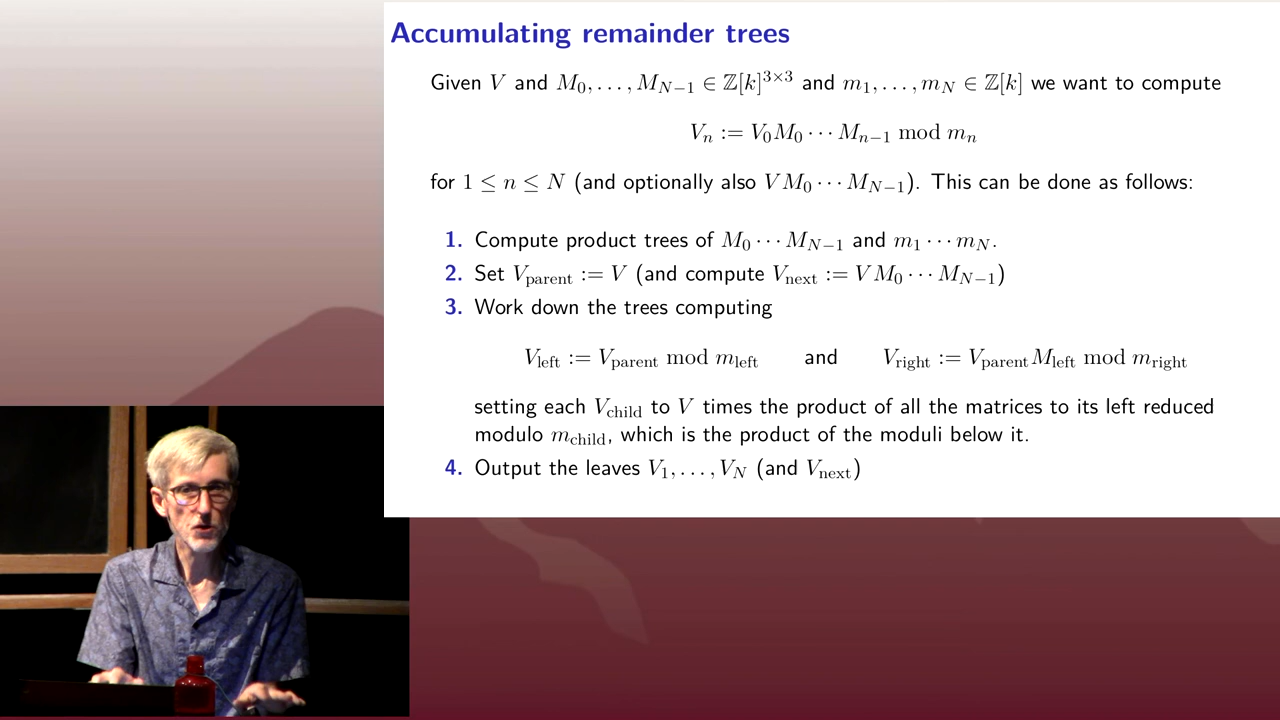 Accumulating remainder trees
Given V and M₀, . . . , M_{N−1} ∈ ℤ[k]^{3×3} and m₁, . . . , m_N ∈ ℤ[k] we want to compute
V_n := V₀M₀ · · · M_{n−1} mod m_n
for 1 ≤ n ≤ N (and optionally also V M₀ · · · M_{N−1}). This can be done as follows:
1. Compute product trees of M₀ · · · M_{N−1} and m₁ · · · m_N.
2. Set V_parent := V (and compute V_next := V M₀ · · · M_{N−1})
3. Work down the trees computing
V_left := V_parent mod m_left and V_right := V_parent M_left mod m_right
setting each V_child to V times the product of all the matrices to its left reduced
modulo m_child, which is the product of the moduli below it.
4. Output the leaves V₁, . . . , V_N (and V_next)